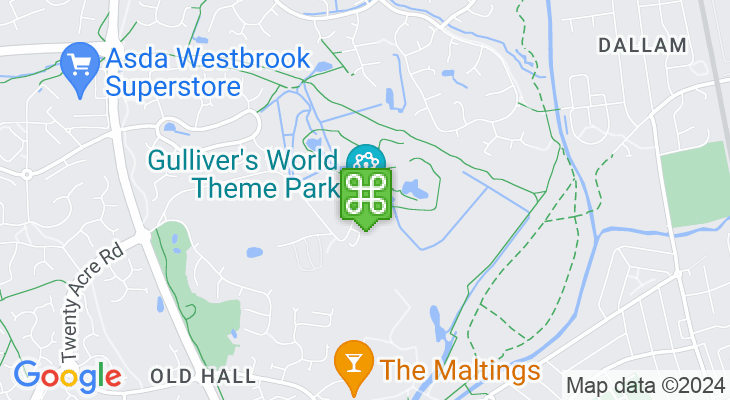 Asda Westbrook
Superstore
DALLAM
Gulliver's World
Theme Park
Twenty Acre Rd
OLD HALL
The Maltings
Google
Map data ©2024